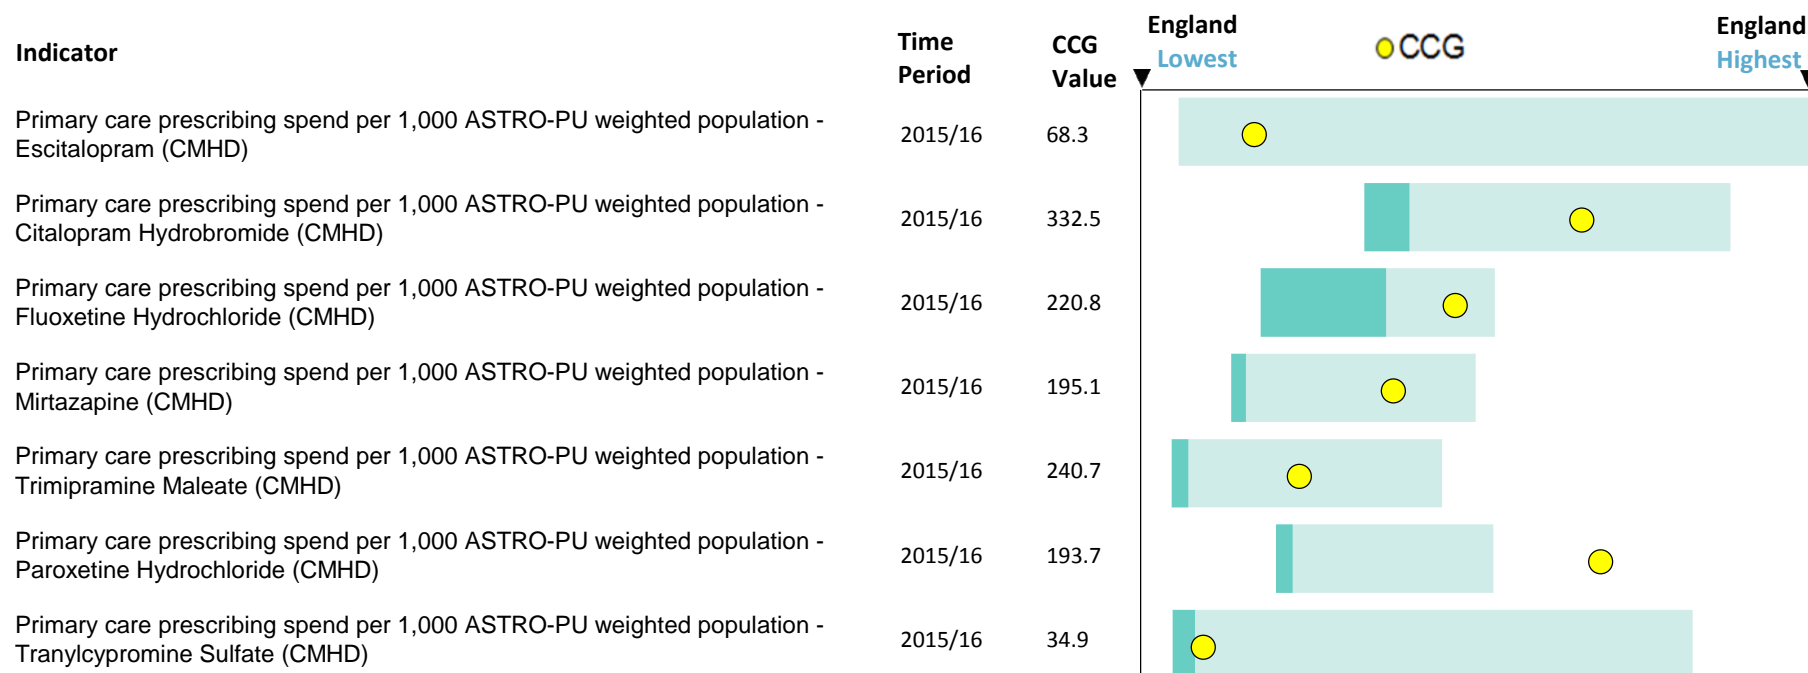 Indicator
Time
Period
CCG
Value
England
Lowest
CCG
England
Highest
Primary care prescribing spend per 1,000 ASTRO-PU weighted population -
Escitalopram (CMHD)
2015/16
68.3
Primary care prescribing spend per 1,000 ASTRO-PU weighted population -
Citalopram Hydrobromide (CMHD)
2015/16
332.5
Primary care prescribing spend per 1,000 ASTRO-PU weighted population -
Fluoxetine Hydrochloride (CMHD)
2015/16
220.8
Primary care prescribing spend per 1,000 ASTRO-PU weighted population -
Mirtazapine (CMHD)
2015/16
195.1
Primary care prescribing spend per 1,000 ASTRO-PU weighted population -
Trimipramine Maleate (CMHD)
2015/16
240.7
Primary care prescribing spend per 1,000 ASTRO-PU weighted population -
Paroxetine Hydrochloride (CMHD)
2015/16
193.7
Primary care prescribing spend per 1,000 ASTRO-PU weighted population -
Tranylcypromine Sulfate (CMHD)
2015/16
34.9